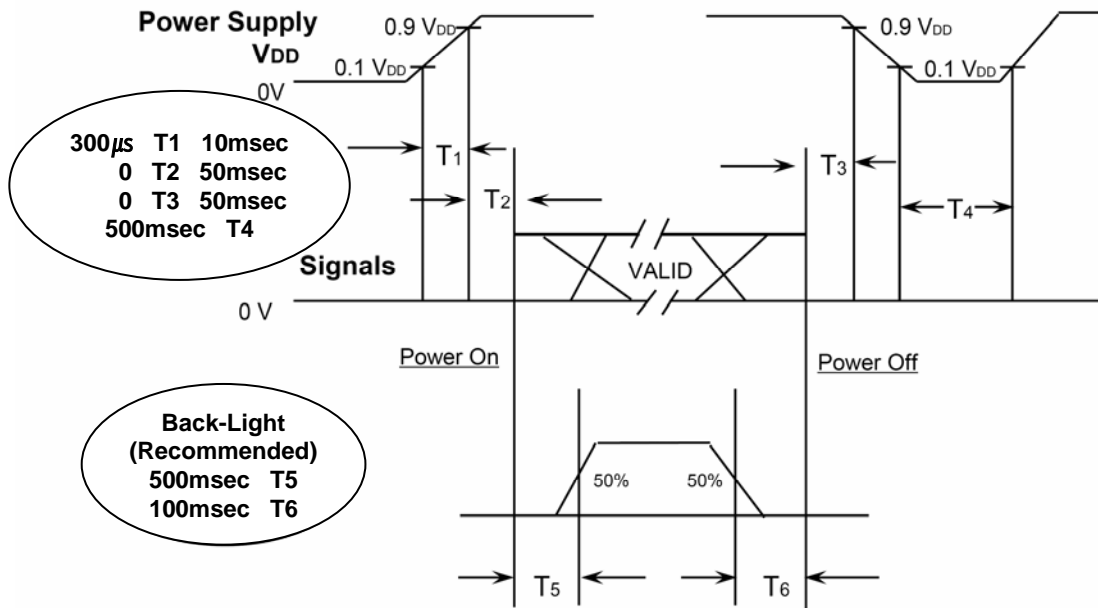 Power Supply
VDD
0.9 VDD
0.9 VDD
0.1 VDD
0.1 VDD
0V
300μs T1 10msec
0 T2 50msec
0 T3 50msec
500msec T4
T1
T3
T2
T4
Signals
VALID
0 V
Power On
Power Off
Back-Light
(Recommended)
500msec T5
100msec T6
50%
50%
T5
T6